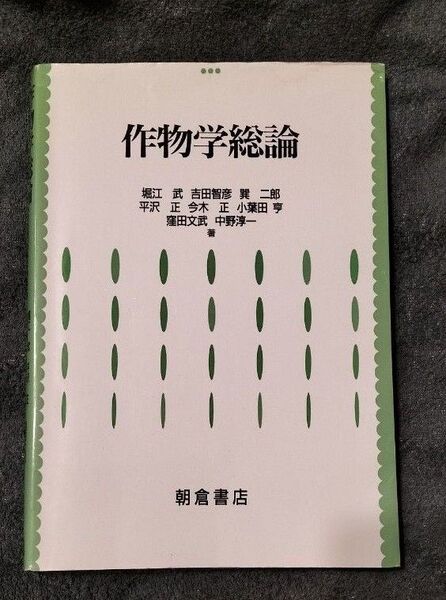 作物学総論
堀江 武 吉田智彦 巽 二郎
平沢 正 今木 正 小葉田 亨
窪田文武 中野淳一
著
朝倉書店